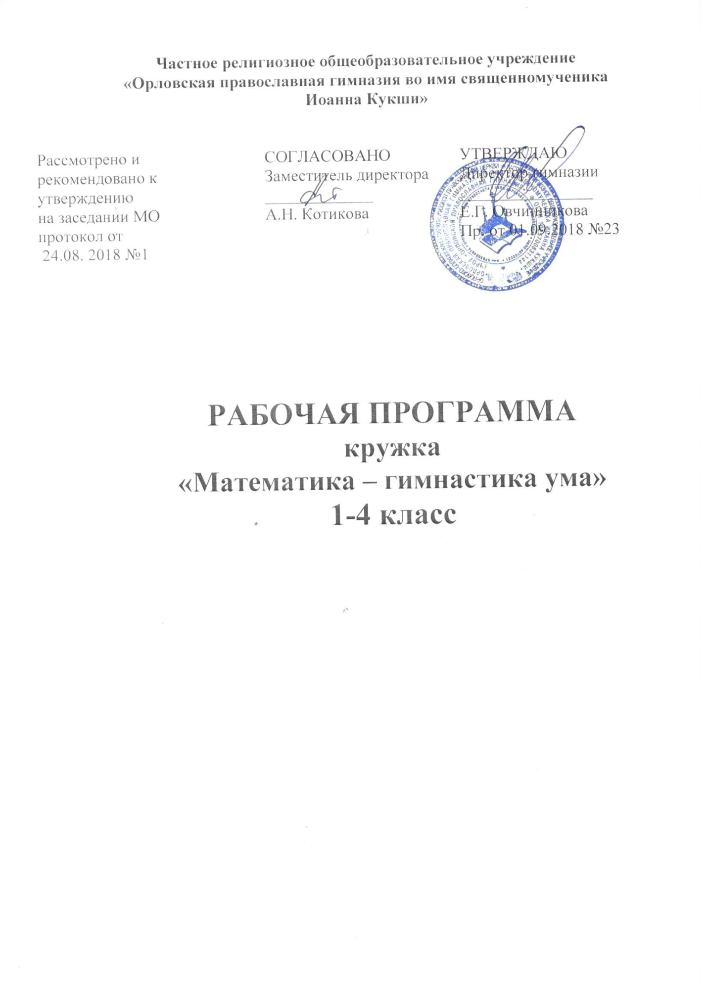 Частное религиозное общеобразовательное учреждение
«Орловская православная гимназия во имя священномученика
Иоанна Кукши»
Рассмотрено и
рекомендовано к
утверждению
на заседании МО
протокол от
24.08. 2018 №1
СОГЛАСОВАНО
Заместитель директора
А.Н. Котикова
УТВЕРЖДАЮ
Директор гимназии
Е.Г. Овчинникова
Пр. от 01.09.2018 №23
РАБОЧАЯ ПРОГРАММА
кружка
«Математика – гимнастика ума»
1-4 класс